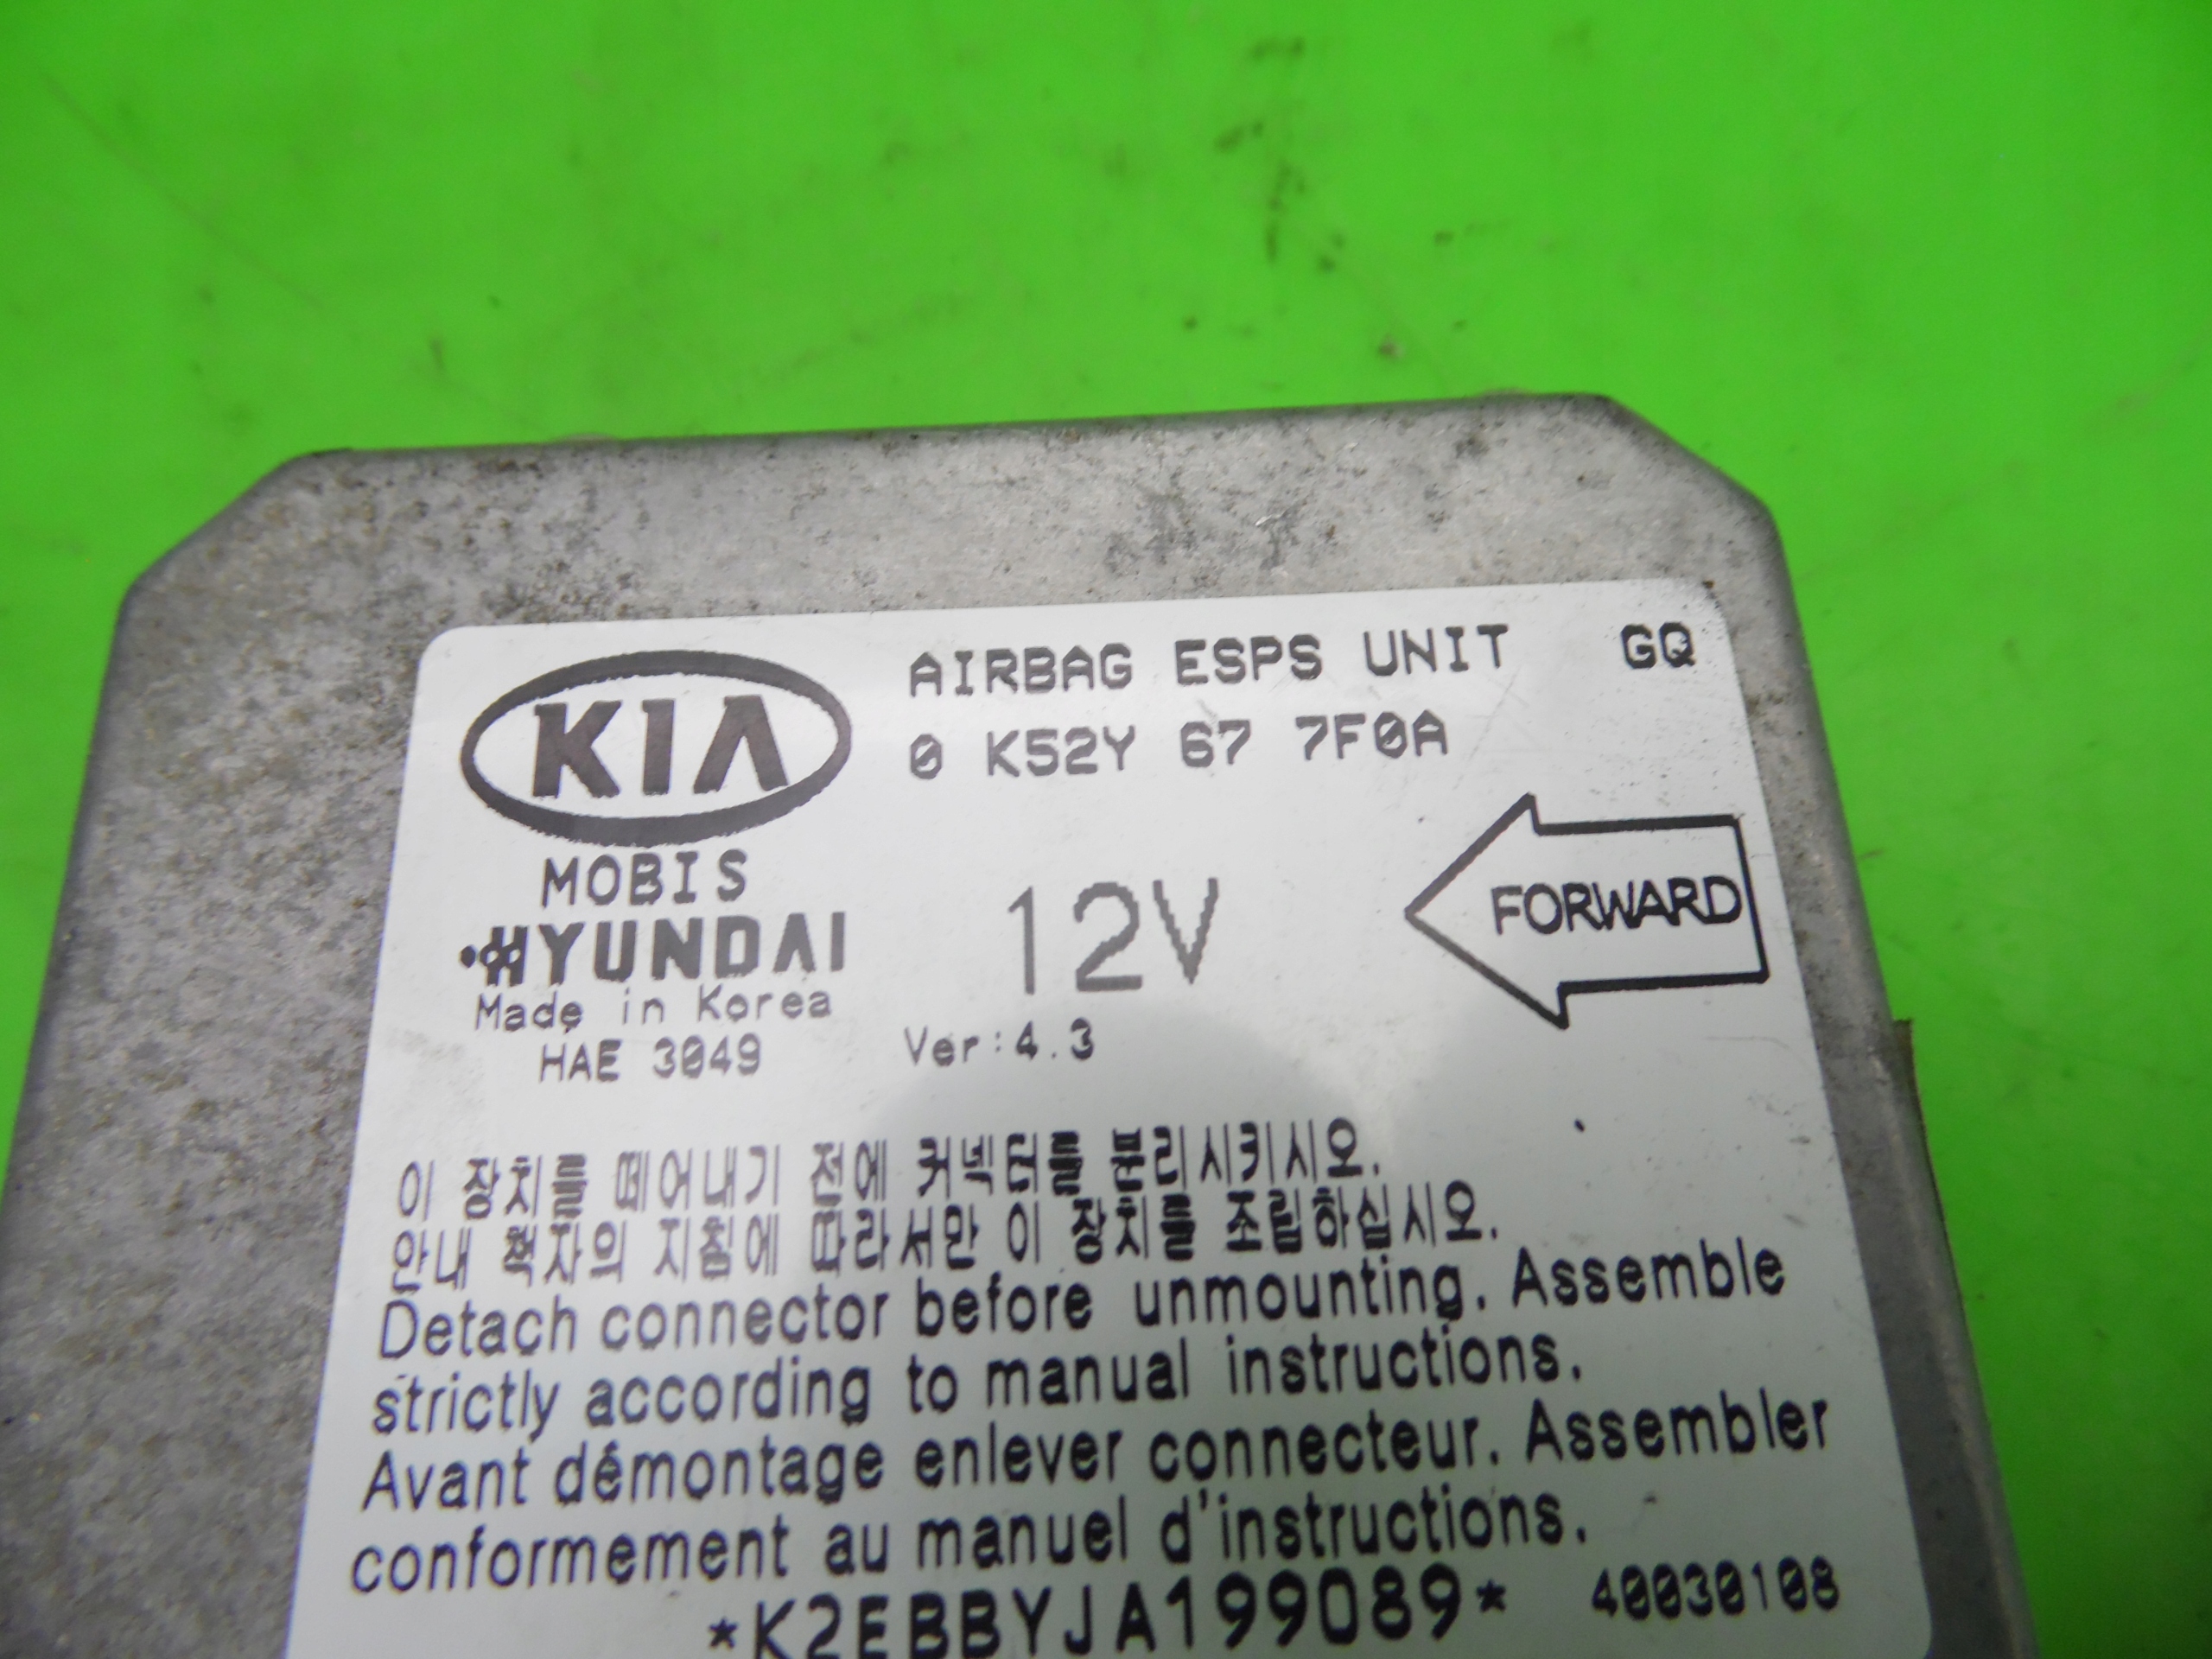 KIA
AIRBAG ESPS UNIT GQ
0 K52Y 67 7F0A
MOBIS
HYUNDAI
12V
FORWARD
Made in Korea
HAE 3049
Ver:4.3
이 장치를 떼어내기 전에 커넥터를 분리시키시오.
안내 책자의 지침에 따라서만 이 장치를 조립하십시오.
Detach connector before unmounting. Assemble
strictly according to manual instructions.
Avant démontage enlever connecteur. Assembler
conformement au manuel d'instructions.
*K2EBBYJA199089* 40030108